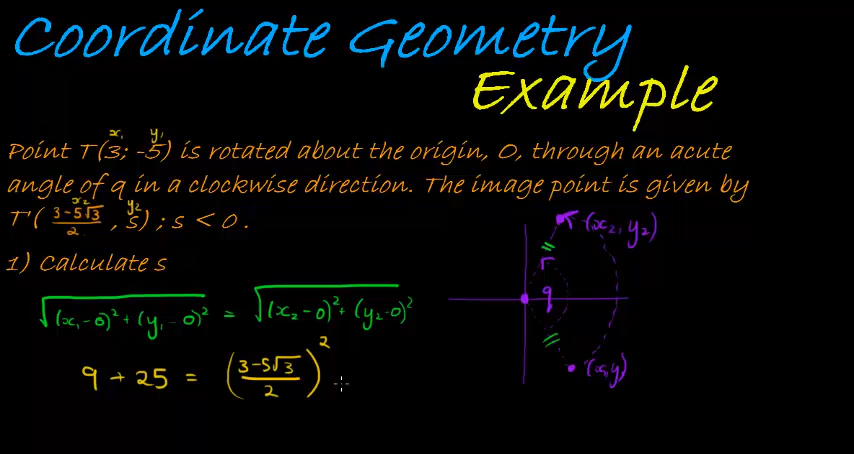 Coordinate Geometry
Example
x₁ y₁
Point T(3; -5) is rotated about the origin, O, through an acute
angle of q in a clockwise direction. The image point is given by
x₂ y₂
T'( (3-5√3)/2 , s) ; s < 0.
1) Calculate s
√((x₁-0)²+(y₁-0)²) = √((x₂-0)²+(y₂-0)²)
9 + 25 = ((3-5√3)/2)²
(x₂, y₂)
q